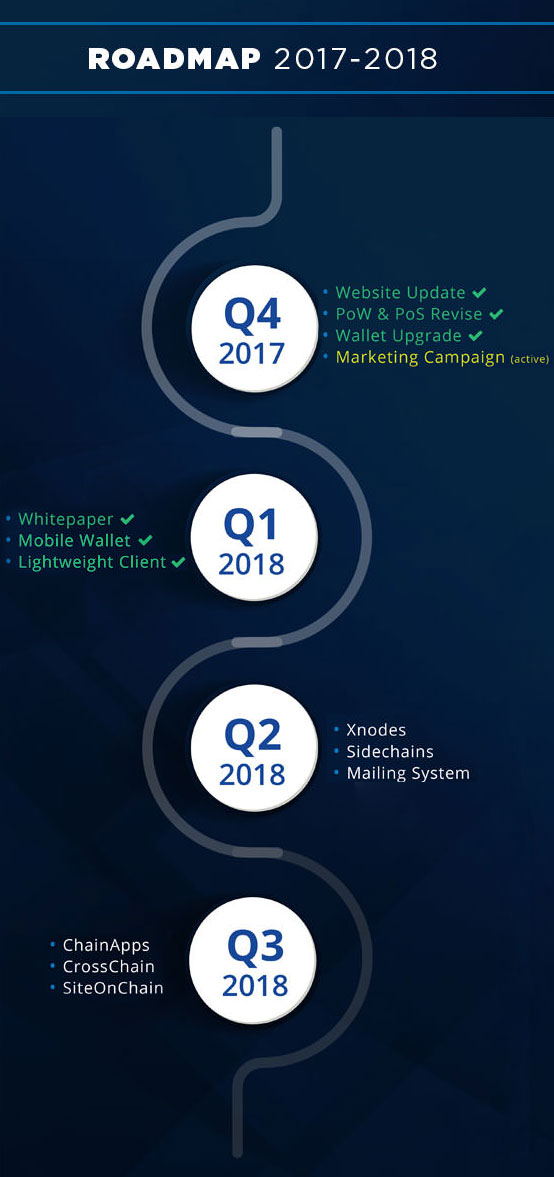 ROADMAP 2017-2018
Q4
2017
• Website Update ✔
• PoW & PoS Revise ✔
• Wallet Upgrade ✔
• Marketing Campaign (active)
Q1
2018
• Whitepaper ✔
• Mobile Wallet ✔
• Lightweight Client ✔
Q2
2018
• Xnodes
• Sidechains
• Mailing System
Q3
2018
• ChainApps
• CrossChain
• SiteOnChain